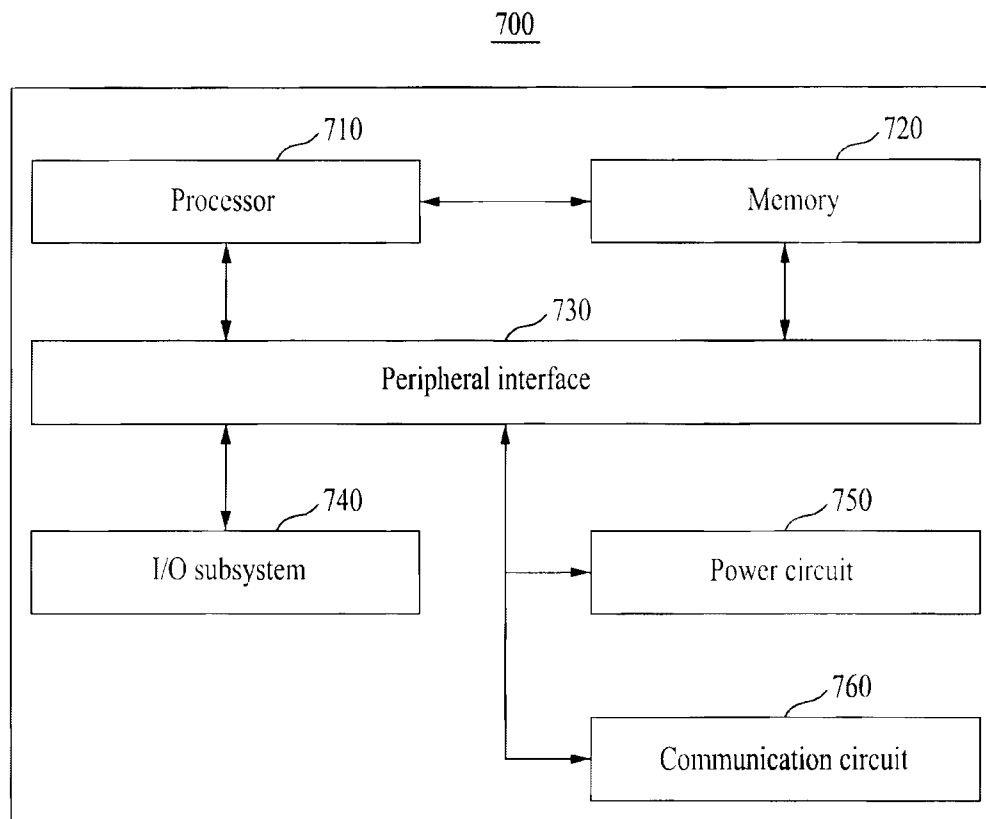 700
710
720
Processor
Memory
730
Peripheral interface
740
750
I/O subsystem
Power circuit
760
Communication circuit